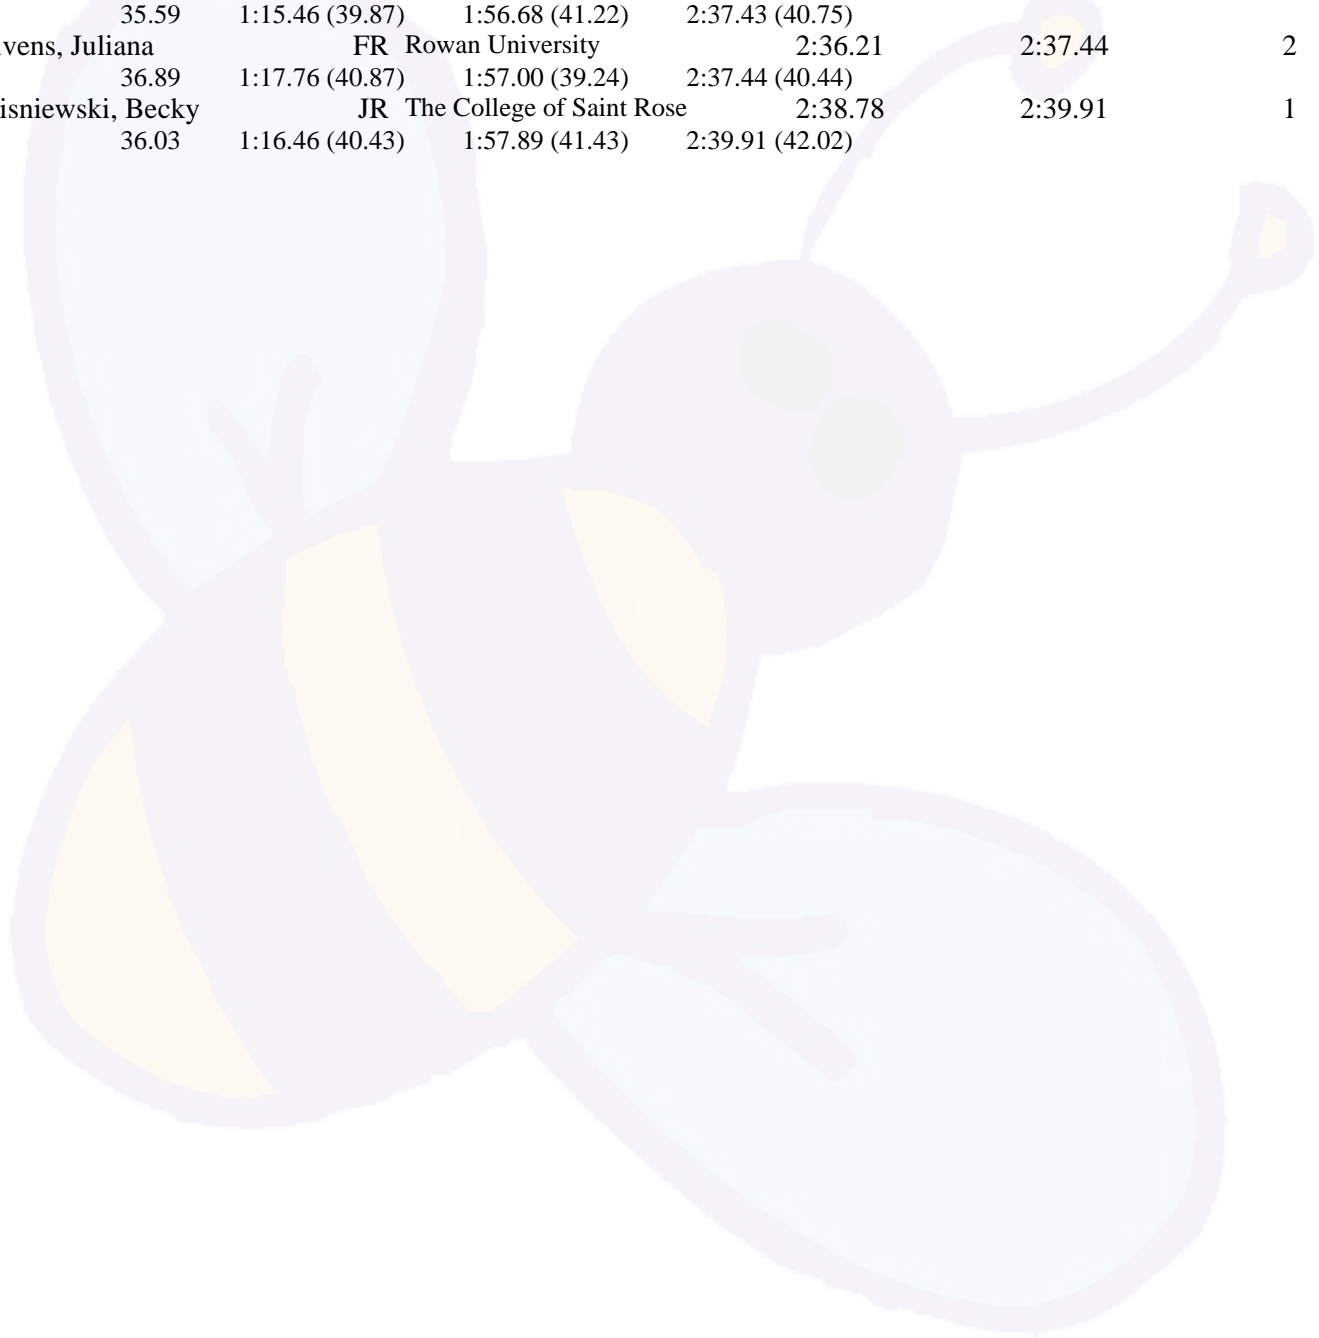 35.59 1:15.46 (39.87) 1:56.68 (41.22) 2:37.43 (40.75)
vens, Juliana FR Rowan University 2:36.21 2:37.44 2
36.89 1:17.76 (40.87) 1:57.00 (39.24) 2:37.44 (40.44)
isniewski, Becky JR The College of Saint Rose 2:38.78 2:39.91 1
36.03 1:16.46 (40.43) 1:57.89 (41.43) 2:39.91 (42.02)